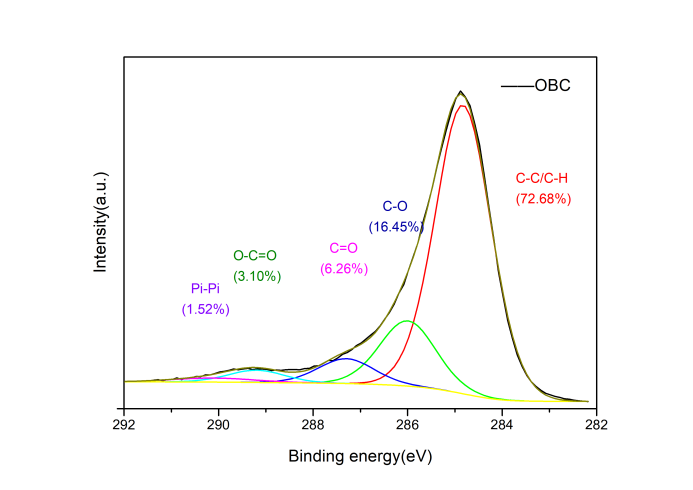 OBC
C-C/C-H
(72.68%)
C-O
(16.45%)
C=O
(6.26%)
O-C=O
(3.10%)
Pi-Pi
(1.52%)
Intensity(a.u.)
292 290 288 286 284 282
Binding energy(eV)